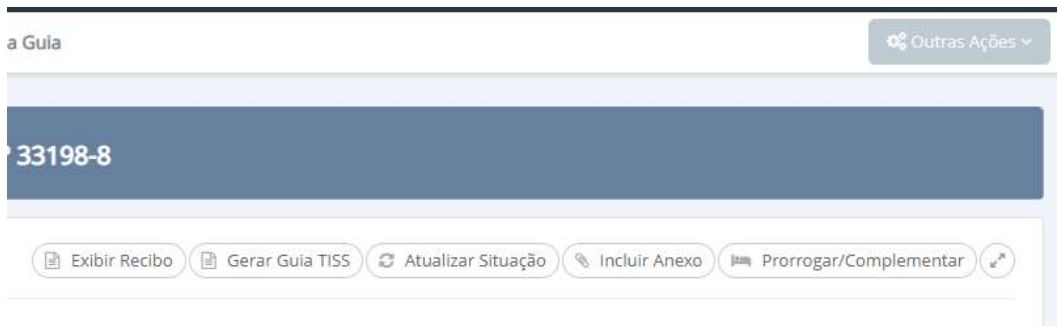 a Guia
Outras Ações
33198-8
Exibir Recibo Gerar Guia TISS Atualizar Situação Incluir Anexo Prorrogar/Complementar